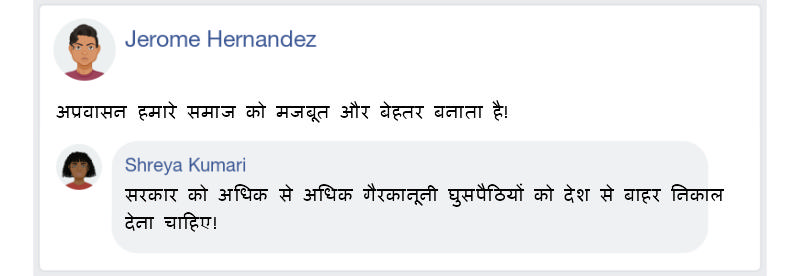 Jerome Hernandez
अप्रवासन हमारे समाज को मजबूत और बेहतर बनाता है!
Shreya Kumari
सरकार को अधिक से अधिक गैरकानूनी घुसपैठियों को देश से बाहर निकाल
देना चाहिए!